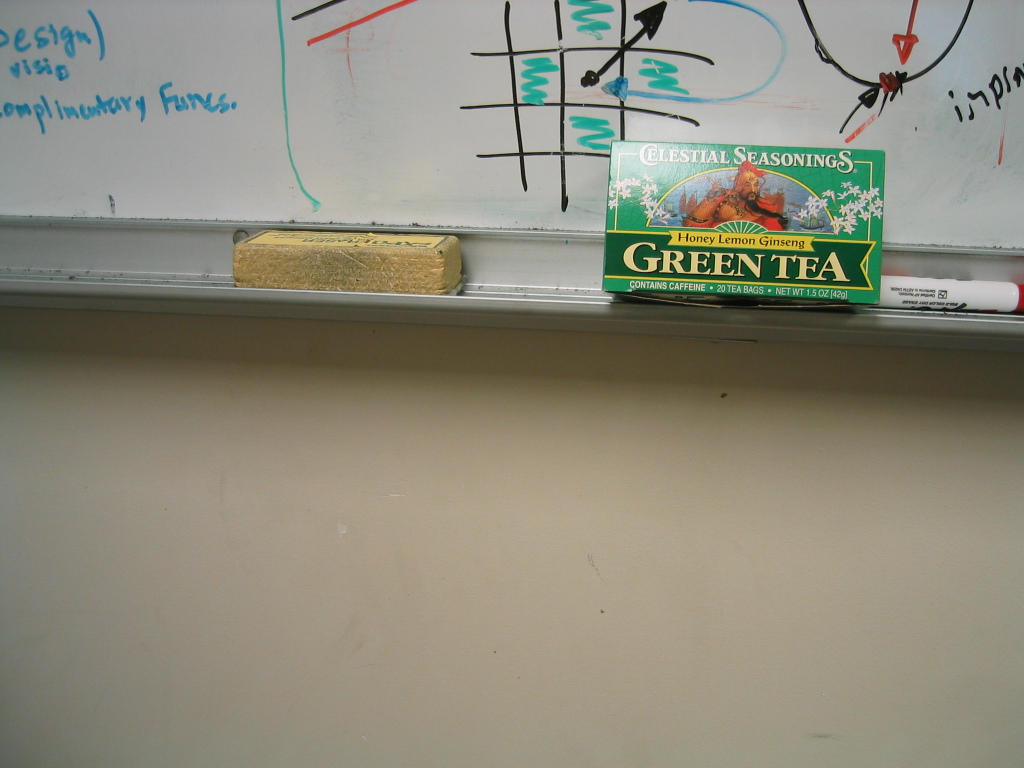 Design)
visio
complimentary Funcs.
CELESTIAL SEASONINGS
Honey Lemon Ginseng
GREEN TEA
CONTAINS CAFFEINE • 20 TEA BAGS • NET WT 1.5 OZ (42g)